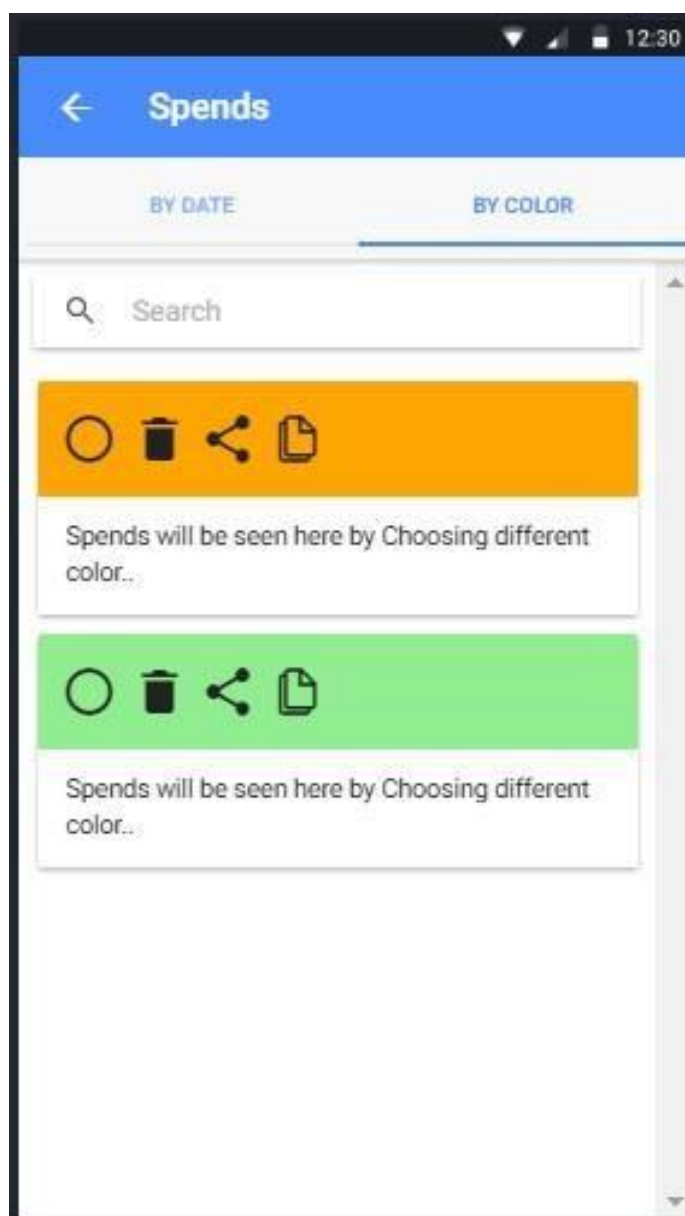 12:30
Spends
BY DATE
BY COLOR
Search
Spends will be seen here by Choosing different
color..
Spends will be seen here by Choosing different
color..